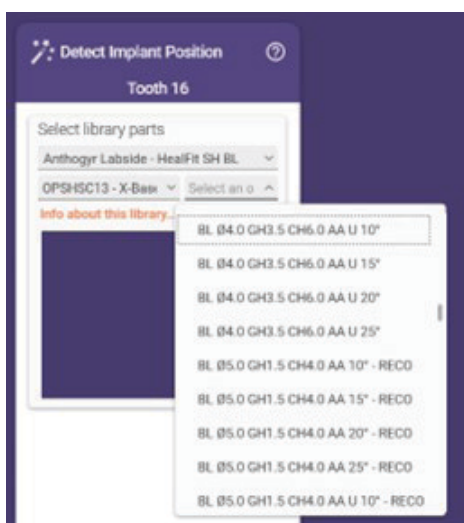 Detect Implant Position
Tooth 16
Select library parts
Anthogyr Labside - HealFit SH BL
OPSHSC13 - X-Base Select an o
Info about this library...
BL Ø4.0 GH3.5 CH6.0 AA U 10°
BL Ø4.0 GH3.5 CH6.0 AA U 15°
BL Ø4.0 GH3.5 CH6.0 AA U 20°
BL Ø4.0 GH3.5 CH6.0 AA U 25°
BL Ø5.0 GH1.5 CH4.0 AA 10° - RECO
BL Ø5.0 GH1.5 CH4.0 AA 15° - RECO
BL Ø5.0 GH1.5 CH4.0 AA 20° - RECO
BL Ø5.0 GH1.5 CH4.0 AA 25° - RECO
BL Ø5.0 GH1.5 CH4.0 AA U 10° - RECO